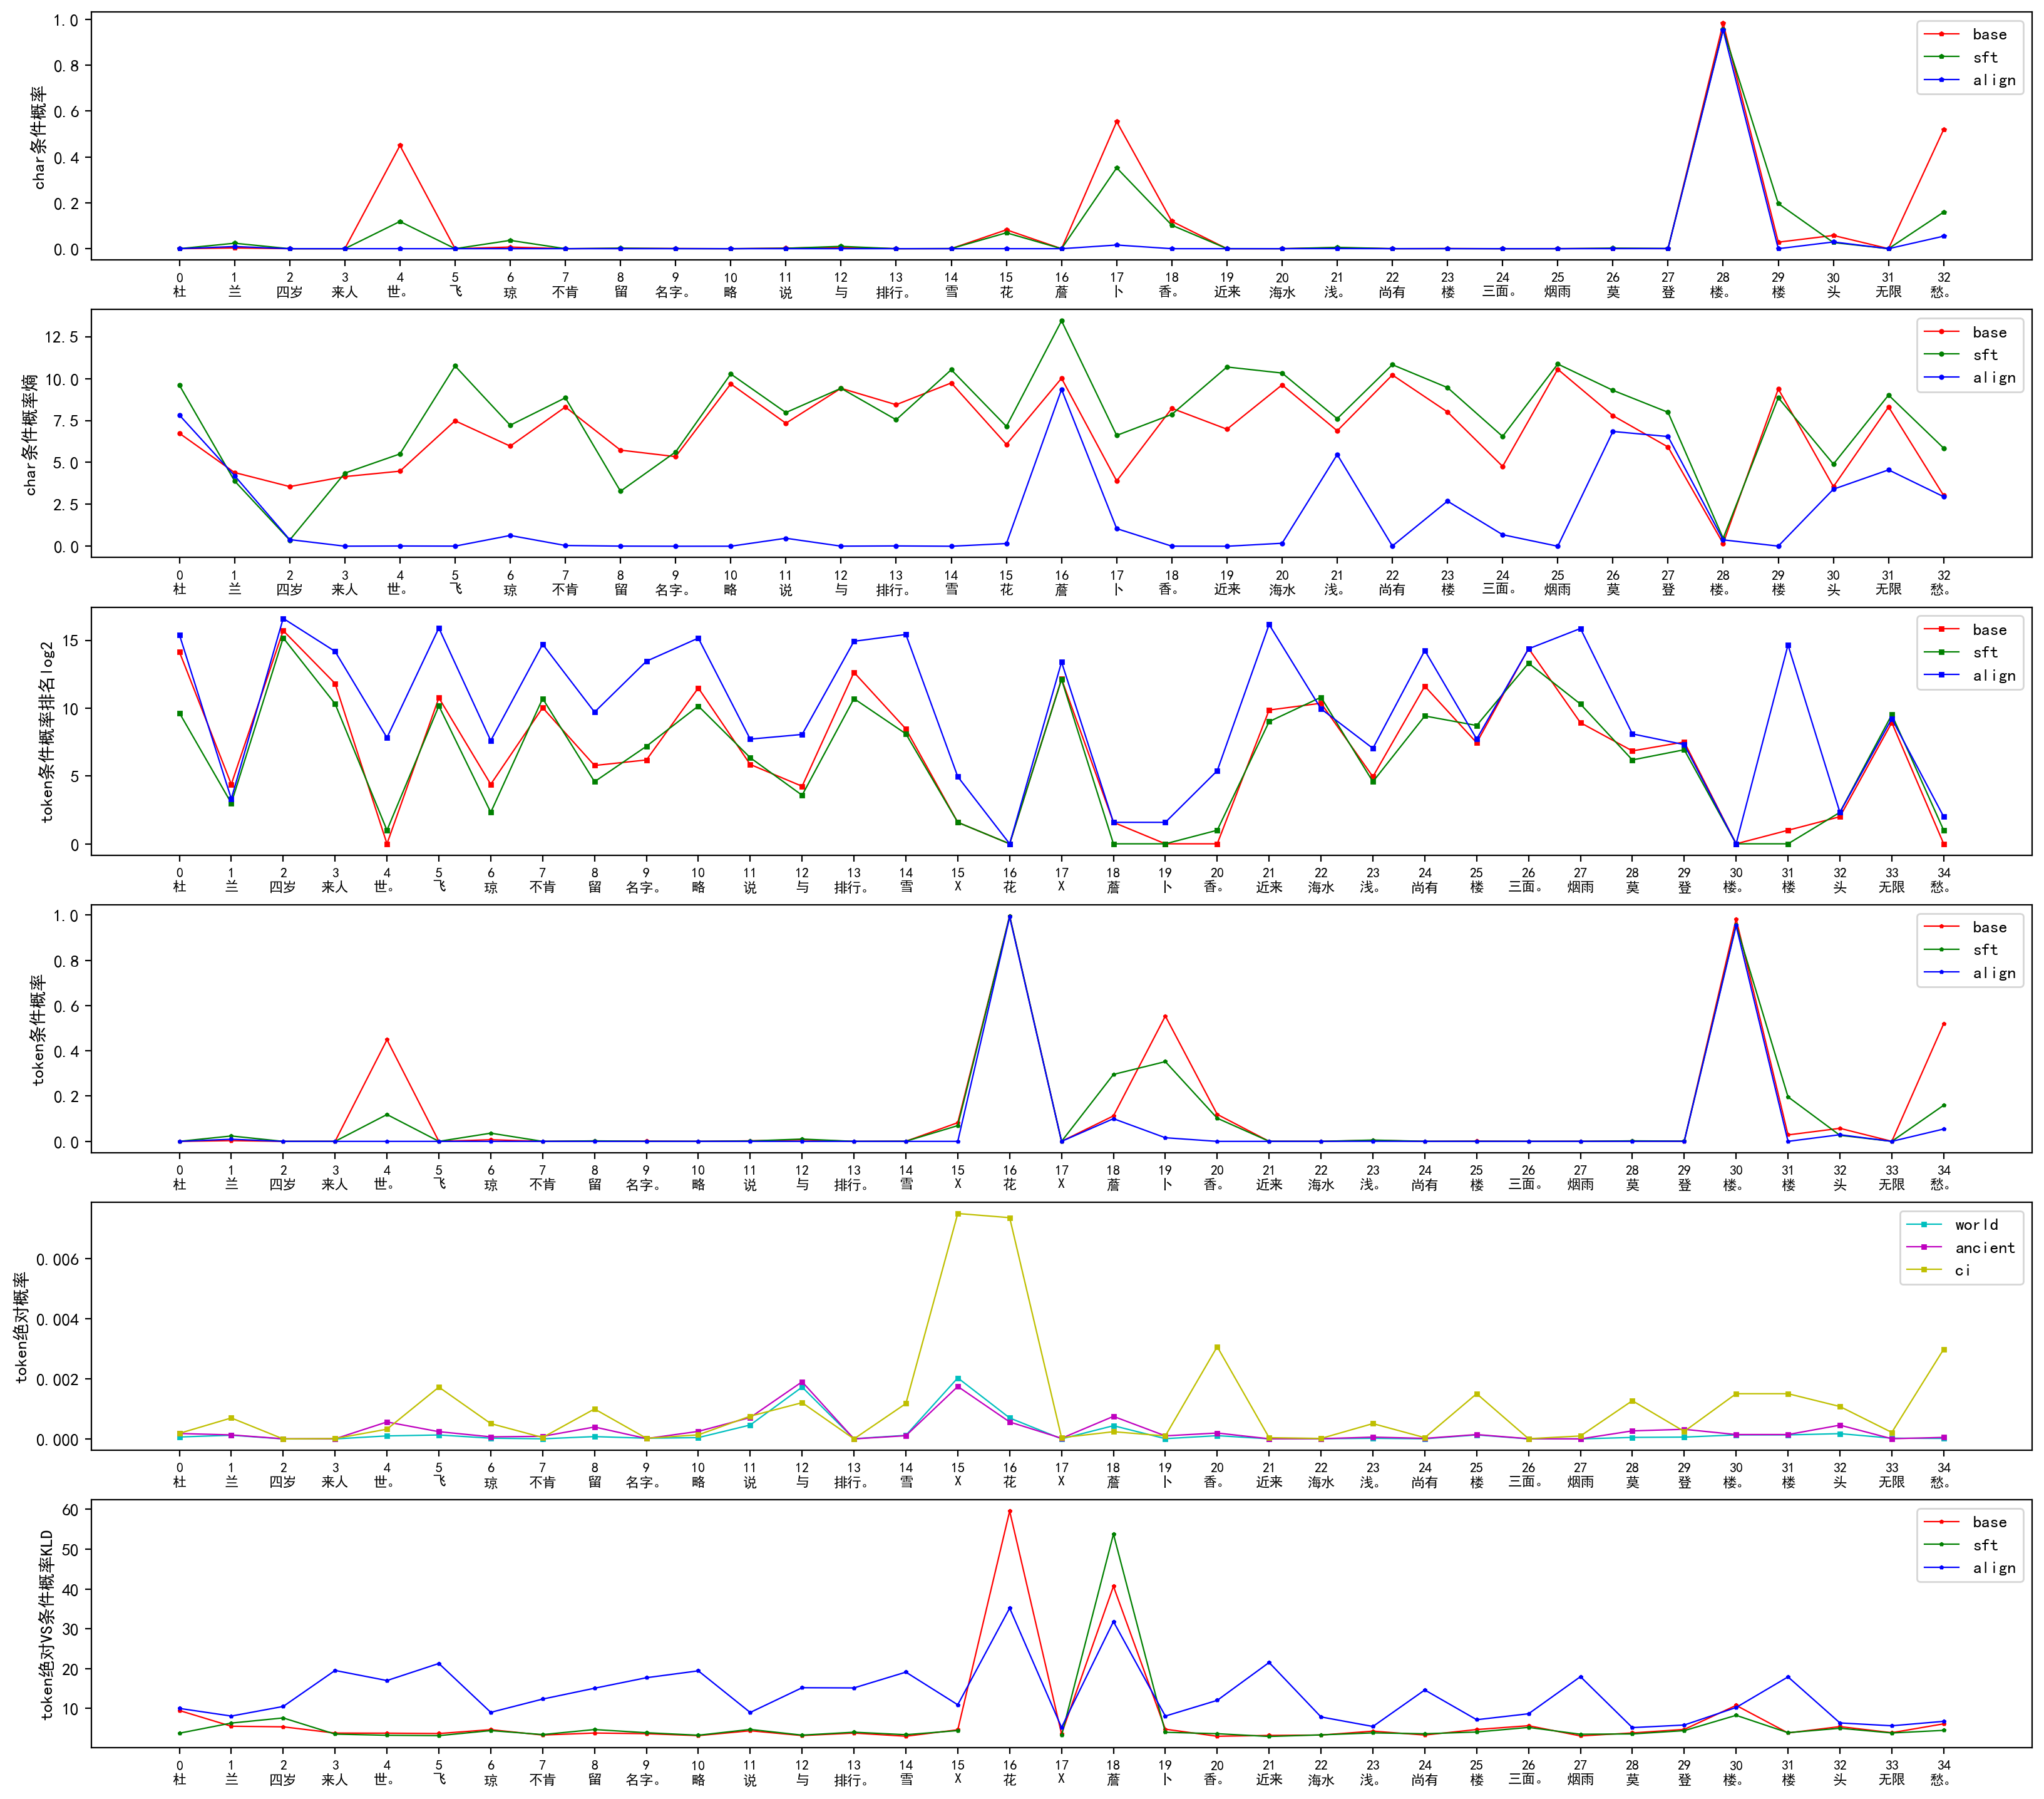 char条件概率
1.0
0.8
0.6
0.4
0.2
0.0
base
sft
align
0 1 2 3 4 5 6 7 8 9 10 11 12 13 14 15 16 17 18 19 20 21 22 23 24 25 26 27 28 29 30 31 32
杜 兰 四岁 来人 世。 飞 琼 不肯 留 名字。 略 说 与 排行。 雪 花 薝 卜 香。 近来 海水 浅。 尚有 楼 三面。 烟雨 莫 登 楼。 楼 头 无限 愁。
char条件概率熵
12.5
10.0
7.5
5.0
2.5
0.0
base
sft
align
0 1 2 3 4 5 6 7 8 9 10 11 12 13 14 15 16 17 18 19 20 21 22 23 24 25 26 27 28 29 30 31 32
杜 兰 四岁 来人 世。 飞 琼 不肯 留 名字。 略 说 与 排行。 雪 花 薝 卜 香。 近来 海水 浅。 尚有 楼 三面。 烟雨 莫 登 楼。 楼 头 无限 愁。
token条件概率排名log2
15
10
5
0
base
sft
align
0 1 2 3 4 5 6 7 8 9 10 11 12 13 14 15 16 17 18 19 20 21 22 23 24 25 26 27 28 29 30 31 32 33 34
杜 兰 四岁 来人 世。 飞 琼 不肯 留 名字。 略 说 与 排行。 雪 X 花 X 薝 卜 香。 近来 海水 浅。 尚有 楼 三面。 烟雨 莫 登 楼。 楼 头 无限 愁。
token条件概率
1.0
0.8
0.6
0.4
0.2
0.0
base
sft
align
0 1 2 3 4 5 6 7 8 9 10 11 12 13 14 15 16 17 18 19 20 21 22 23 24 25 26 27 28 29 30 31 32 33 34
杜 兰 四岁 来人 世。 飞 琼 不肯 留 名字。 略 说 与 排行。 雪 X 花 X 薝 卜 香。 近来 海水 浅。 尚有 楼 三面。 烟雨 莫 登 楼。 楼 头 无限 愁。
token绝对概率
0.006
0.004
0.002
0.000
world
ancient
ci
0 1 2 3 4 5 6 7 8 9 10 11 12 13 14 15 16 17 18 19 20 21 22 23 24 25 26 27 28 29 30 31 32 33 34
杜 兰 四岁 来人 世。 飞 琼 不肯 留 名字。 略 说 与 排行。 雪 X 花 X 薝 卜 香。 近来 海水 浅。 尚有 楼 三面。 烟雨 莫 登 楼。 楼 头 无限 愁。
token绝对VS条件概率KLD
60
50
40
30
20
10
base
sft
align
0 1 2 3 4 5 6 7 8 9 10 11 12 13 14 15 16 17 18 19 20 21 22 23 24 25 26 27 28 29 30 31 32 33 34
杜 兰 四岁 来人 世。 飞 琼 不肯 留 名字。 略 说 与 排行。 雪 X 花 X 薝 卜 香。 近来 海水 浅。 尚有 楼 三面。 烟雨 莫 登 楼。 楼 头 无限 愁。